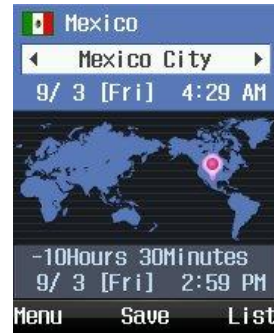 Mexico
Mexico City
9/ 3 [Fri] 4:29 AM
-10Hours 30Minutes
9/ 3 [Fri] 2:59 PM
Menu Save List